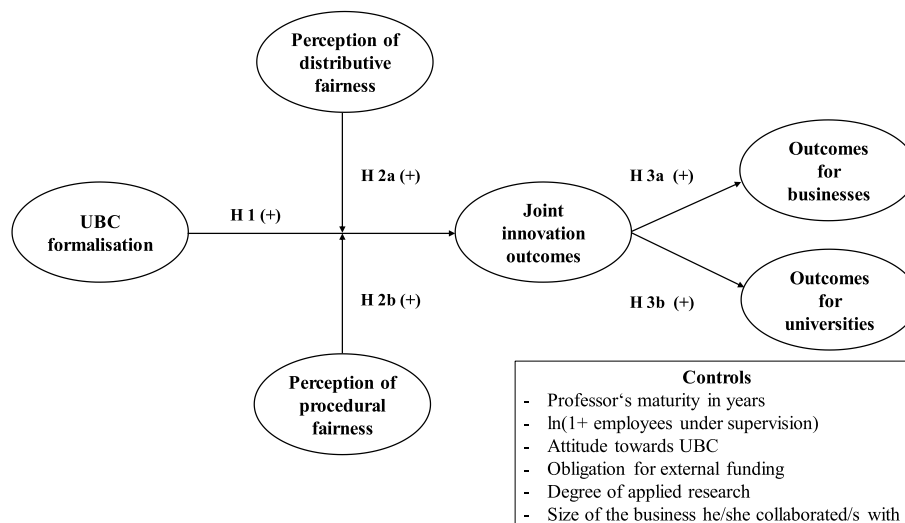 Perception of
distributive
fairness
H 2a (+)
H 3a (+)
Outcomes
for
businesses
UBC
formalisation
H 1 (+)
Joint
innovation
outcomes
H 2b (+)
H 3b (+)
Outcomes
for
universities
Perception of
procedural
fairness
Controls
- Professor‘s maturity in years
- ln(1+ employees under supervision)
- Attitude towards UBC
- Obligation for external funding
- Degree of applied research
- Size of the business he/she collaborated/s with